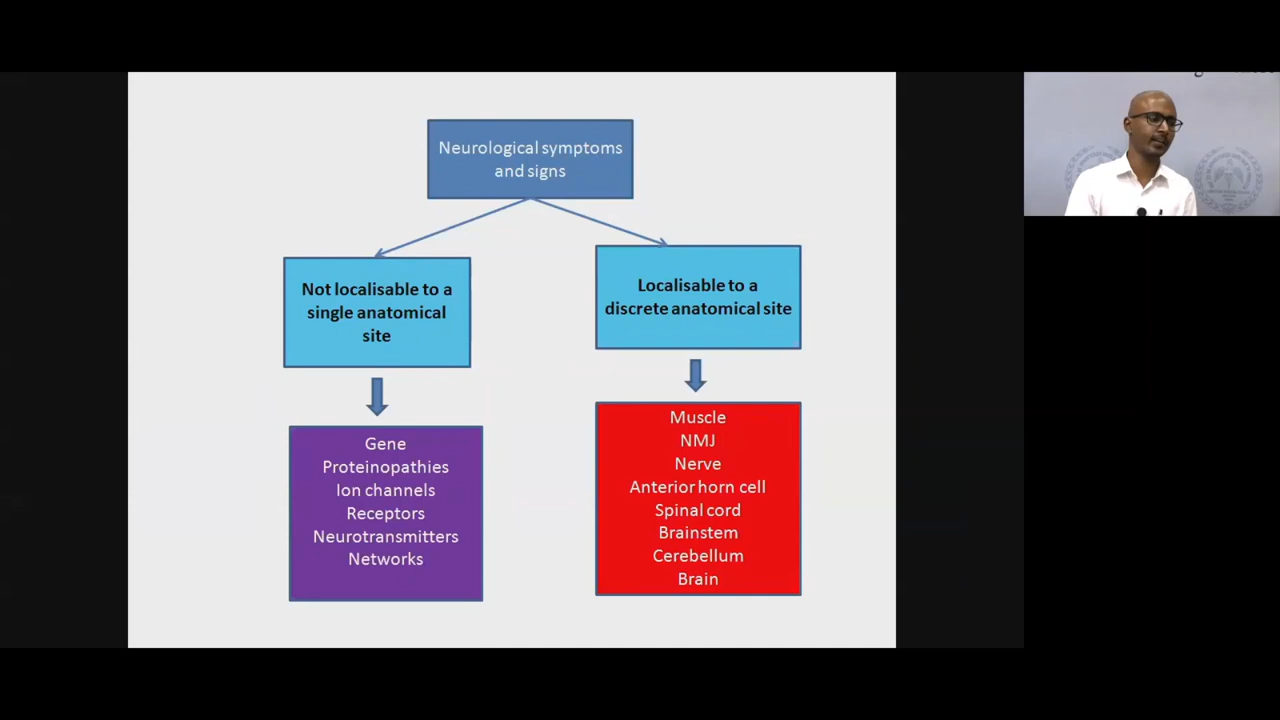 Neurological symptoms
and signs
Not localisable to a
single anatomical
site
Localisable to a
discrete anatomical site
Gene
Proteinopathies
Ion channels
Receptors
Neurotransmitters
Networks
Muscle
NMJ
Nerve
Anterior horn cell
Spinal cord
Brainstem
Cerebellum
Brain